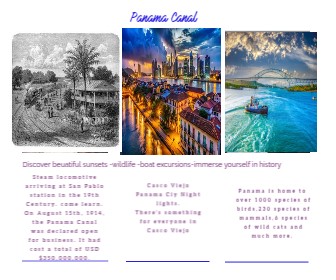 Panama Canal
Discover beuatiful sunsets -wildlife -boat excursions-immerse yourself in history
Steam locomotive
arriving at San Pablo
station in the 19th
Century, come learn.
On August 15th, 1914,
the Panama Canal
was declared open
for business. It had
cost a total of USD
$350,000,000.
Casco Viejo
Panama Ciy Night
lights.
There's something
for everyone in
Casco Viejo
Panama is home to
over 1000 species of
birds,220 species of
mammals,6 species
of wild cats and
much more.